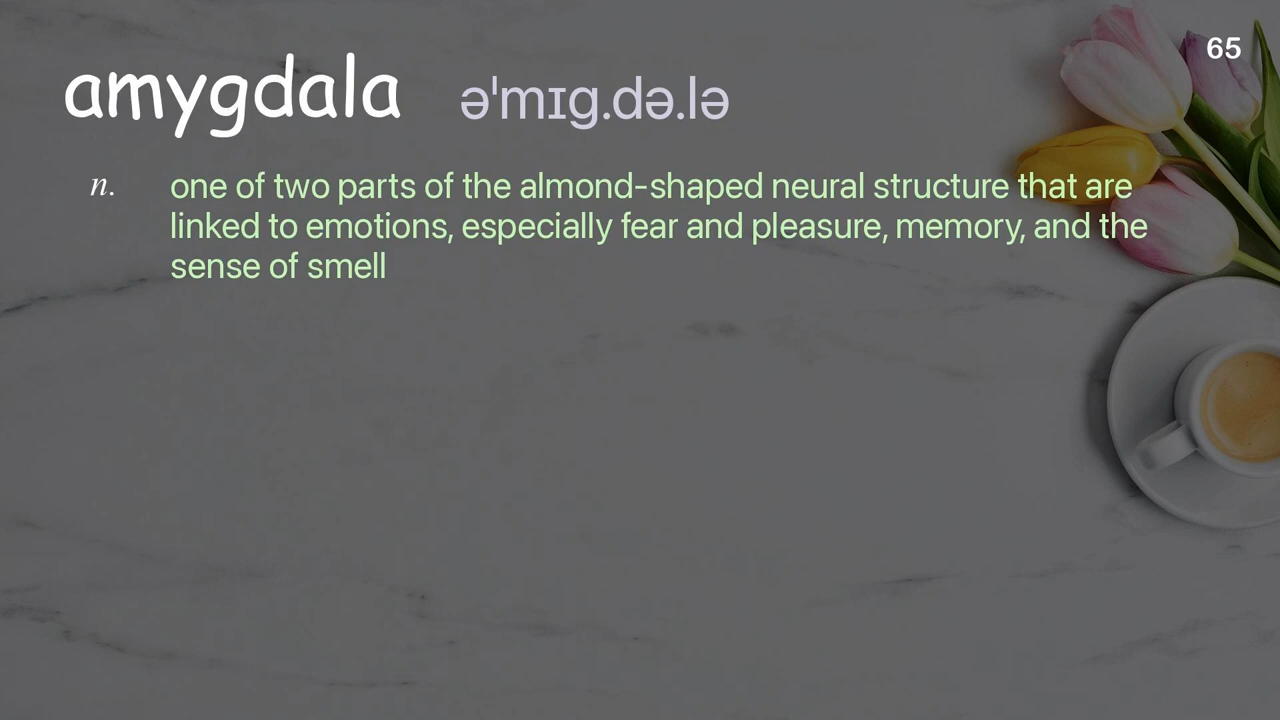 65
amygdala əˈmɪg.də.lə
n. one of two parts of the almond-shaped neural structure that are
linked to emotions, especially fear and pleasure, memory, and the
sense of smell